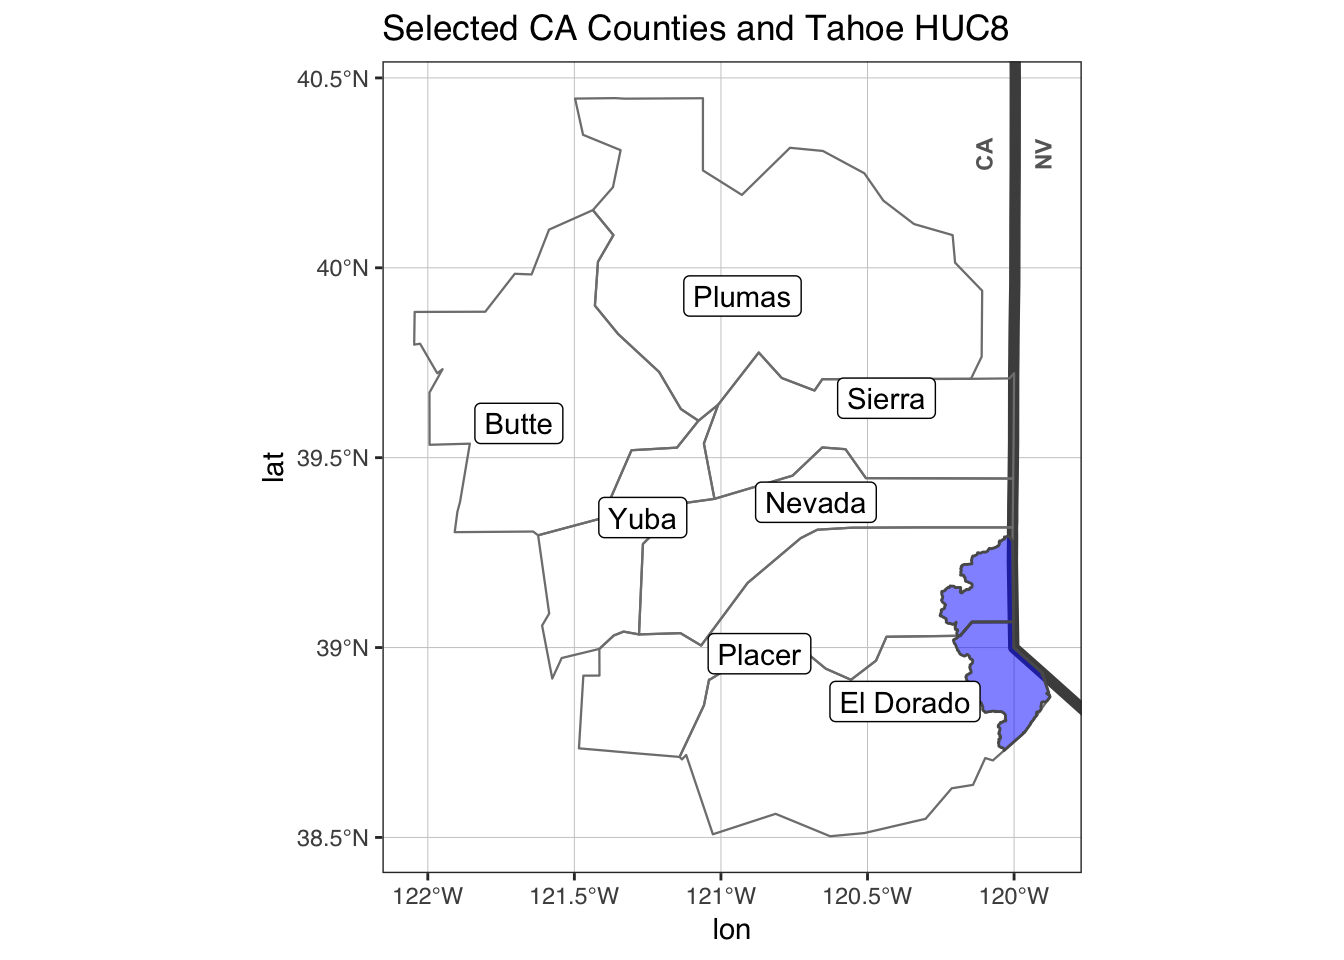 Selected CA Counties and Tahoe HUC8
40.5°N
40°N
39.5°N
39°N
38.5°N
lat
CA
NV
Plumas
Sierra
Butte
Nevada
Yuba
Placer
El Dorado
122°W
121.5°W
121°W
120.5°W
120°W
lon